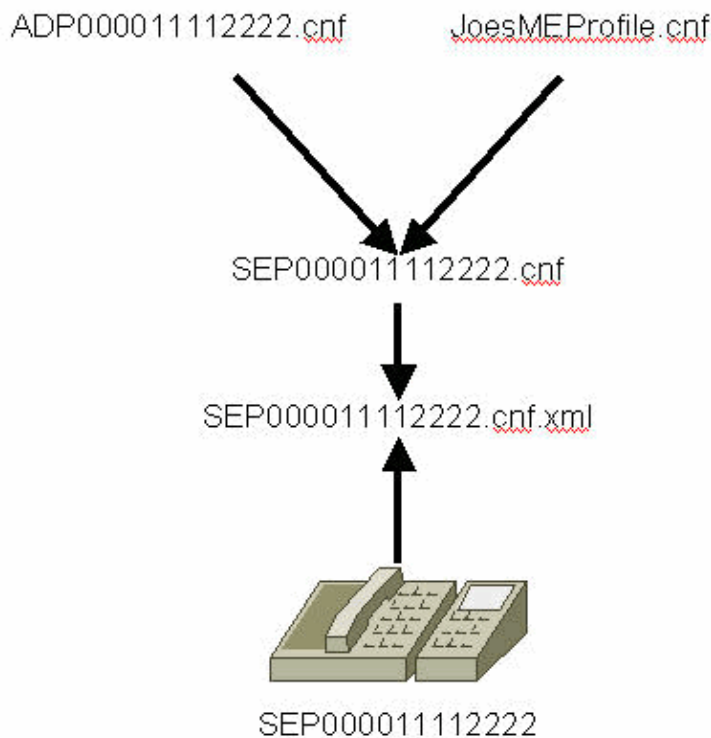 ADP000011112222.cnf JoesMEProfile.cnf
SEP000011112222.cnf
SEP000011112222.cnf.xml
SEP000011112222